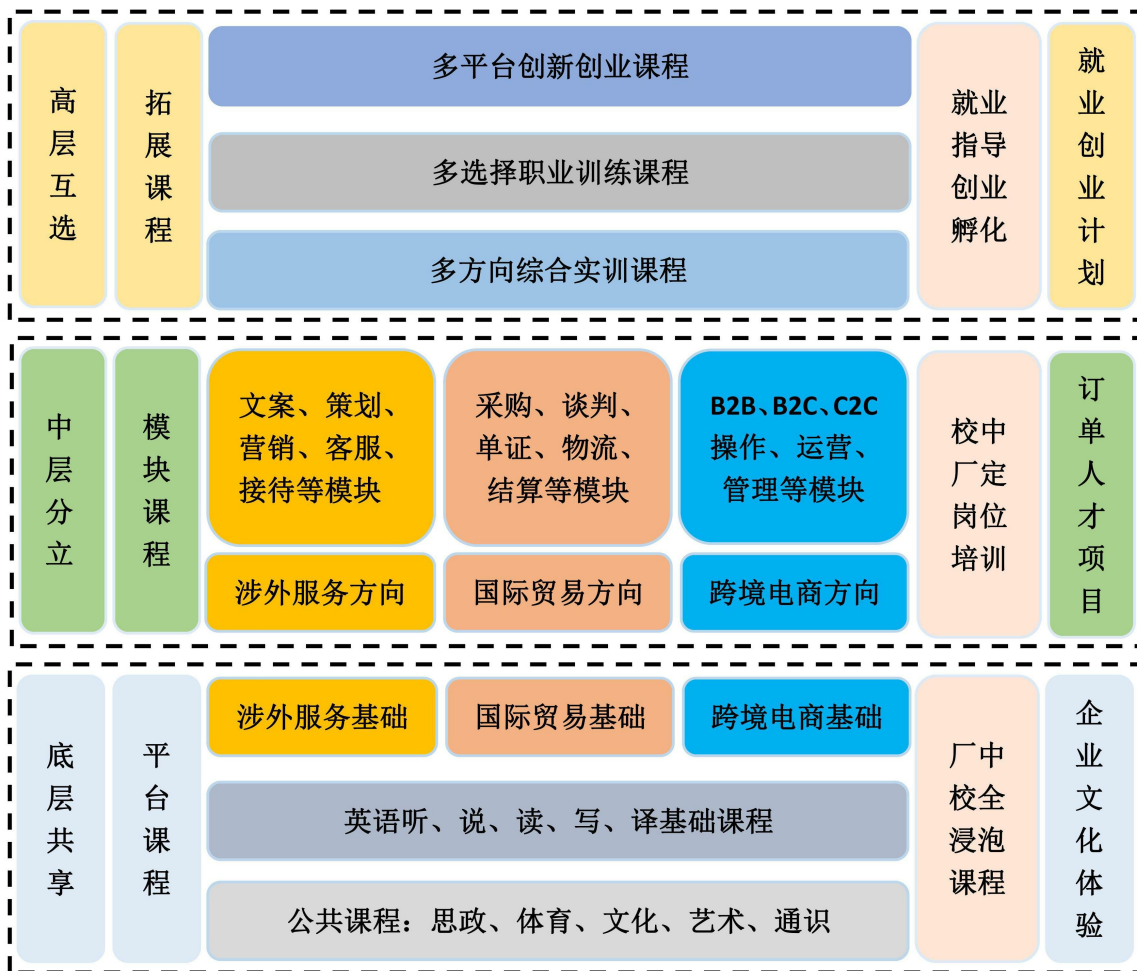 高层互选
拓展课程
多平台创新创业课程
多选择职业训练课程
多方向综合实训课程
就业
指导
创业
孵化
就业创业计划
中层分立
模块课程
文案、策划、
营销、客服、
接待等模块
采购、谈判、
单证、物流、
结算等模块
B2B、B2C、C2C
操作、运营、
管理等模块
涉外服务方向
国际贸易方向
跨境电商方向
校中
厂定
岗位
培训
订单人才项目
底层共享
平台课程
涉外服务基础
国际贸易基础
跨境电商基础
英语听、说、读、写、译基础课程
公共课程：思政、体育、文化、艺术、通识
厂中
校全
浸泡
课程
企业文化体验